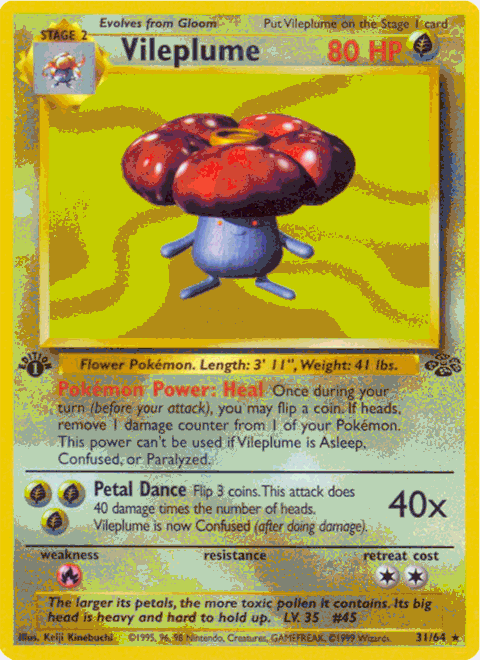 STAGE 2
Evolves from Gloom
Put Vileplume on the Stage 1 card
Vileplume
80 HP
EDITION
1
Flower Pokémon. Length: 3' 11", Weight: 41 lbs.
Pokémon Power: Heal Once during your
turn (before your attack), you may flip a coin. If heads,
remove 1 damage counter from 1 of your Pokémon.
This power can't be used if Vileplume is Asleep,
Confused, or Paralyzed.
Petal Dance Flip 3 coins. This attack does
40 damage times the number of heads.
Vileplume is now Confused (after doing damage).
40x
weakness
resistance
retreat cost
The larger its petals, the more toxic pollen it contains. Its big
head is heavy and hard to hold up. LV. 35 #45
Illus. Keiji Kinebuchi
©1995, 96, 98 Nintendo, Creatures, GAMEFREAK. ©1999 Wizards.
31/64 ★